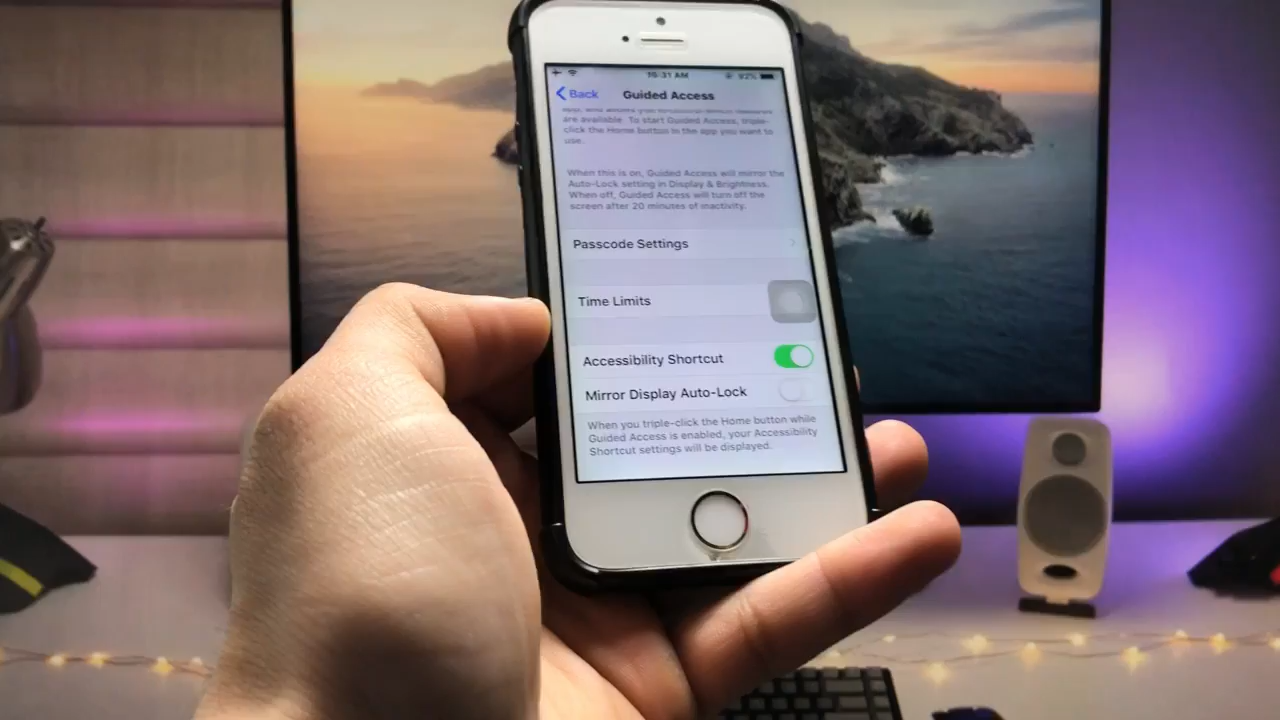 10:31 AM 92%
Back Guided Access
are available. To start Guided Access, triple-
click the Home button in the app you want to
use.
When this is on, Guided Access will mirror the
Auto-Lock setting in Display & Brightness.
When off, Guided Access will turn off the
screen after 20 minutes of inactivity.
Passcode Settings
Time Limits
Accessibility Shortcut
Mirror Display Auto-Lock
When you triple-click the Home button while
Guided Access is enabled, your Accessibility
Shortcut settings will be displayed.